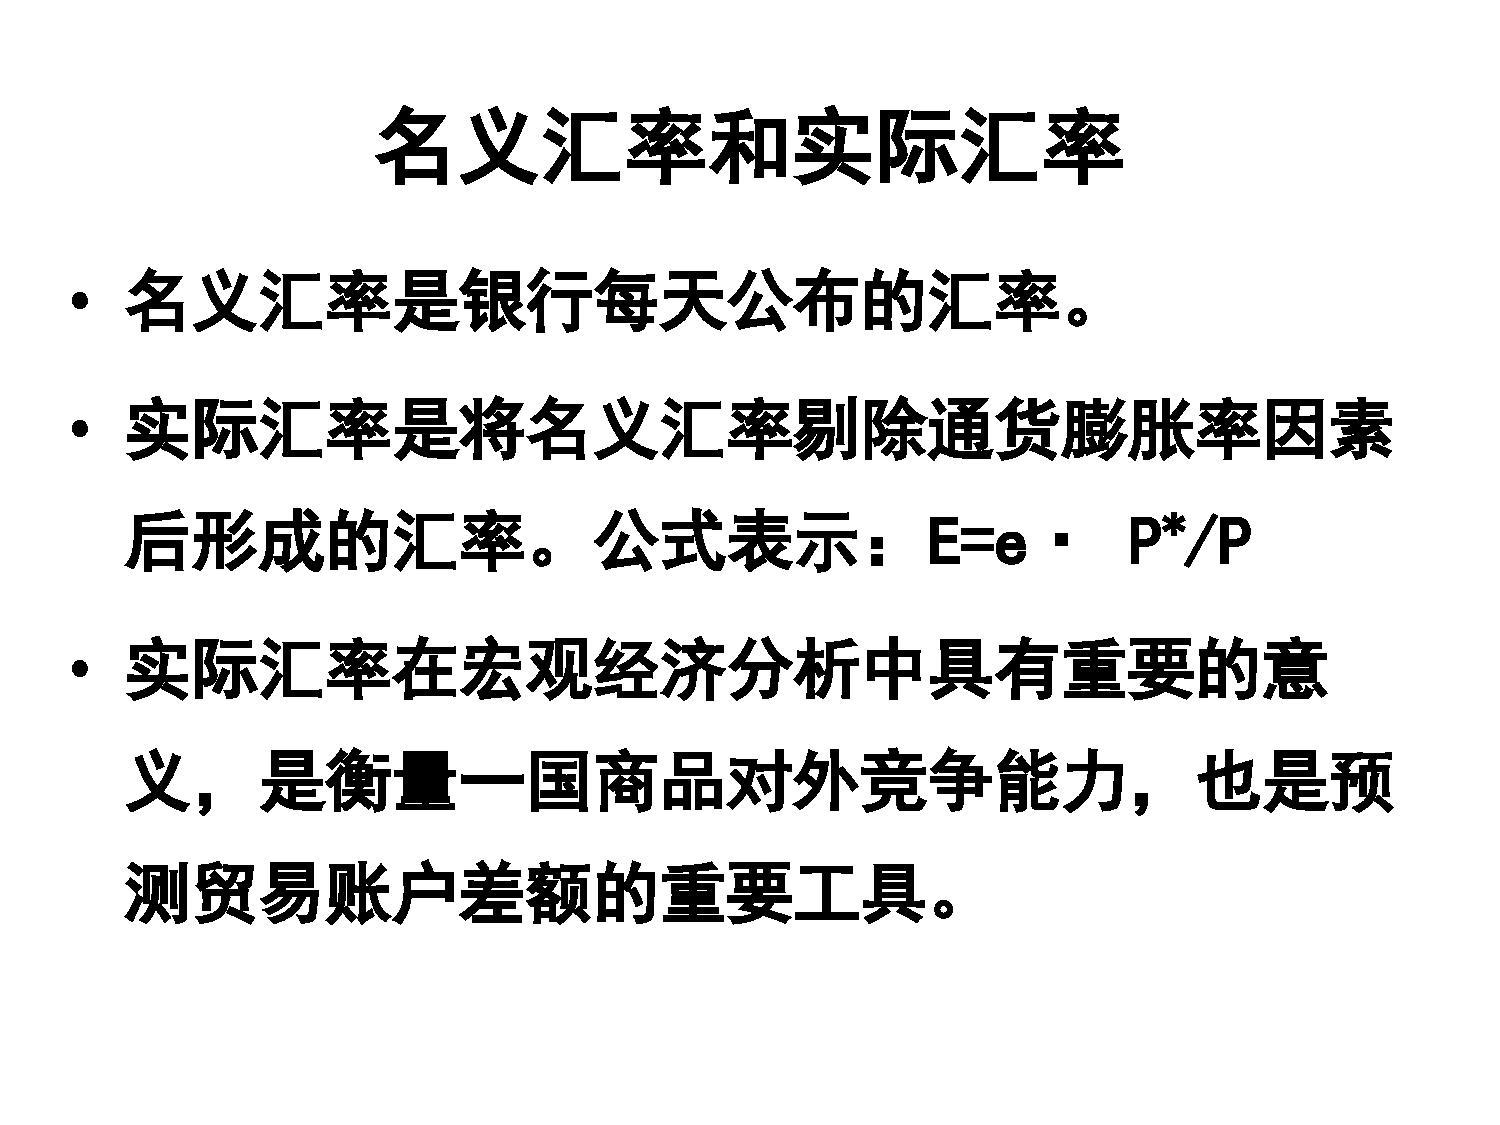 名义汇率和实际汇率
• 名义汇率是银行每天公布的汇率。
• 实际汇率是将名义汇率剔除通货膨胀率因素
后形成的汇率。公式表示：E=e · P*/P
• 实际汇率在宏观经济分析中具有重要的意
义，是衡量一国商品对外竞争能力，也是预
测贸易账户差额的重要工具。